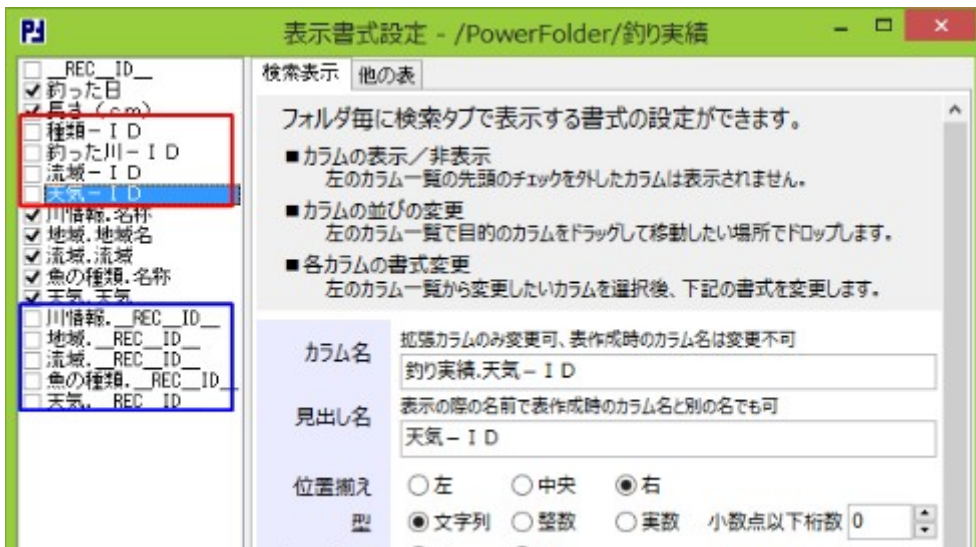 表示書式設定 - /PowerFolder/釣り実績
__REC__ID__
釣った日
長さ（cm）
種類－ＩＤ
釣った川－ＩＤ
流域－ＩＤ
天気－ＩＤ
川情報.名称
地域.地域名
流域.流域
魚の種類.名称
天気.天気
川情報.__REC__ID__
地域.__REC__ID__
流域.__REC__ID__
魚の種類.__REC__ID__
天気.__REC__ID__
検索表示 他の表
フォルダ毎に検索タブで表示する書式の設定ができます。
■カラムの表示／非表示
左のカラム一覧の先頭のチェックを外したカラムは表示されません。
■カラムの並びの変更
左のカラム一覧で目的のカラムをドラッグして移動したい場所でドロップします。
■各カラムの書式変更
左のカラム一覧から変更したいカラムを選択後、下記の書式を変更します。
カラム名
拡張カラムのみ変更可、表作成時のカラム名は変更不可
釣り実績.天気－ＩＤ
見出し名
表示の際の名前で表作成時のカラム名と別の名でも可
天気－ＩＤ
位置揃え 左 中央 右
型 文字列 整数 実数 小数点以下桁数 0